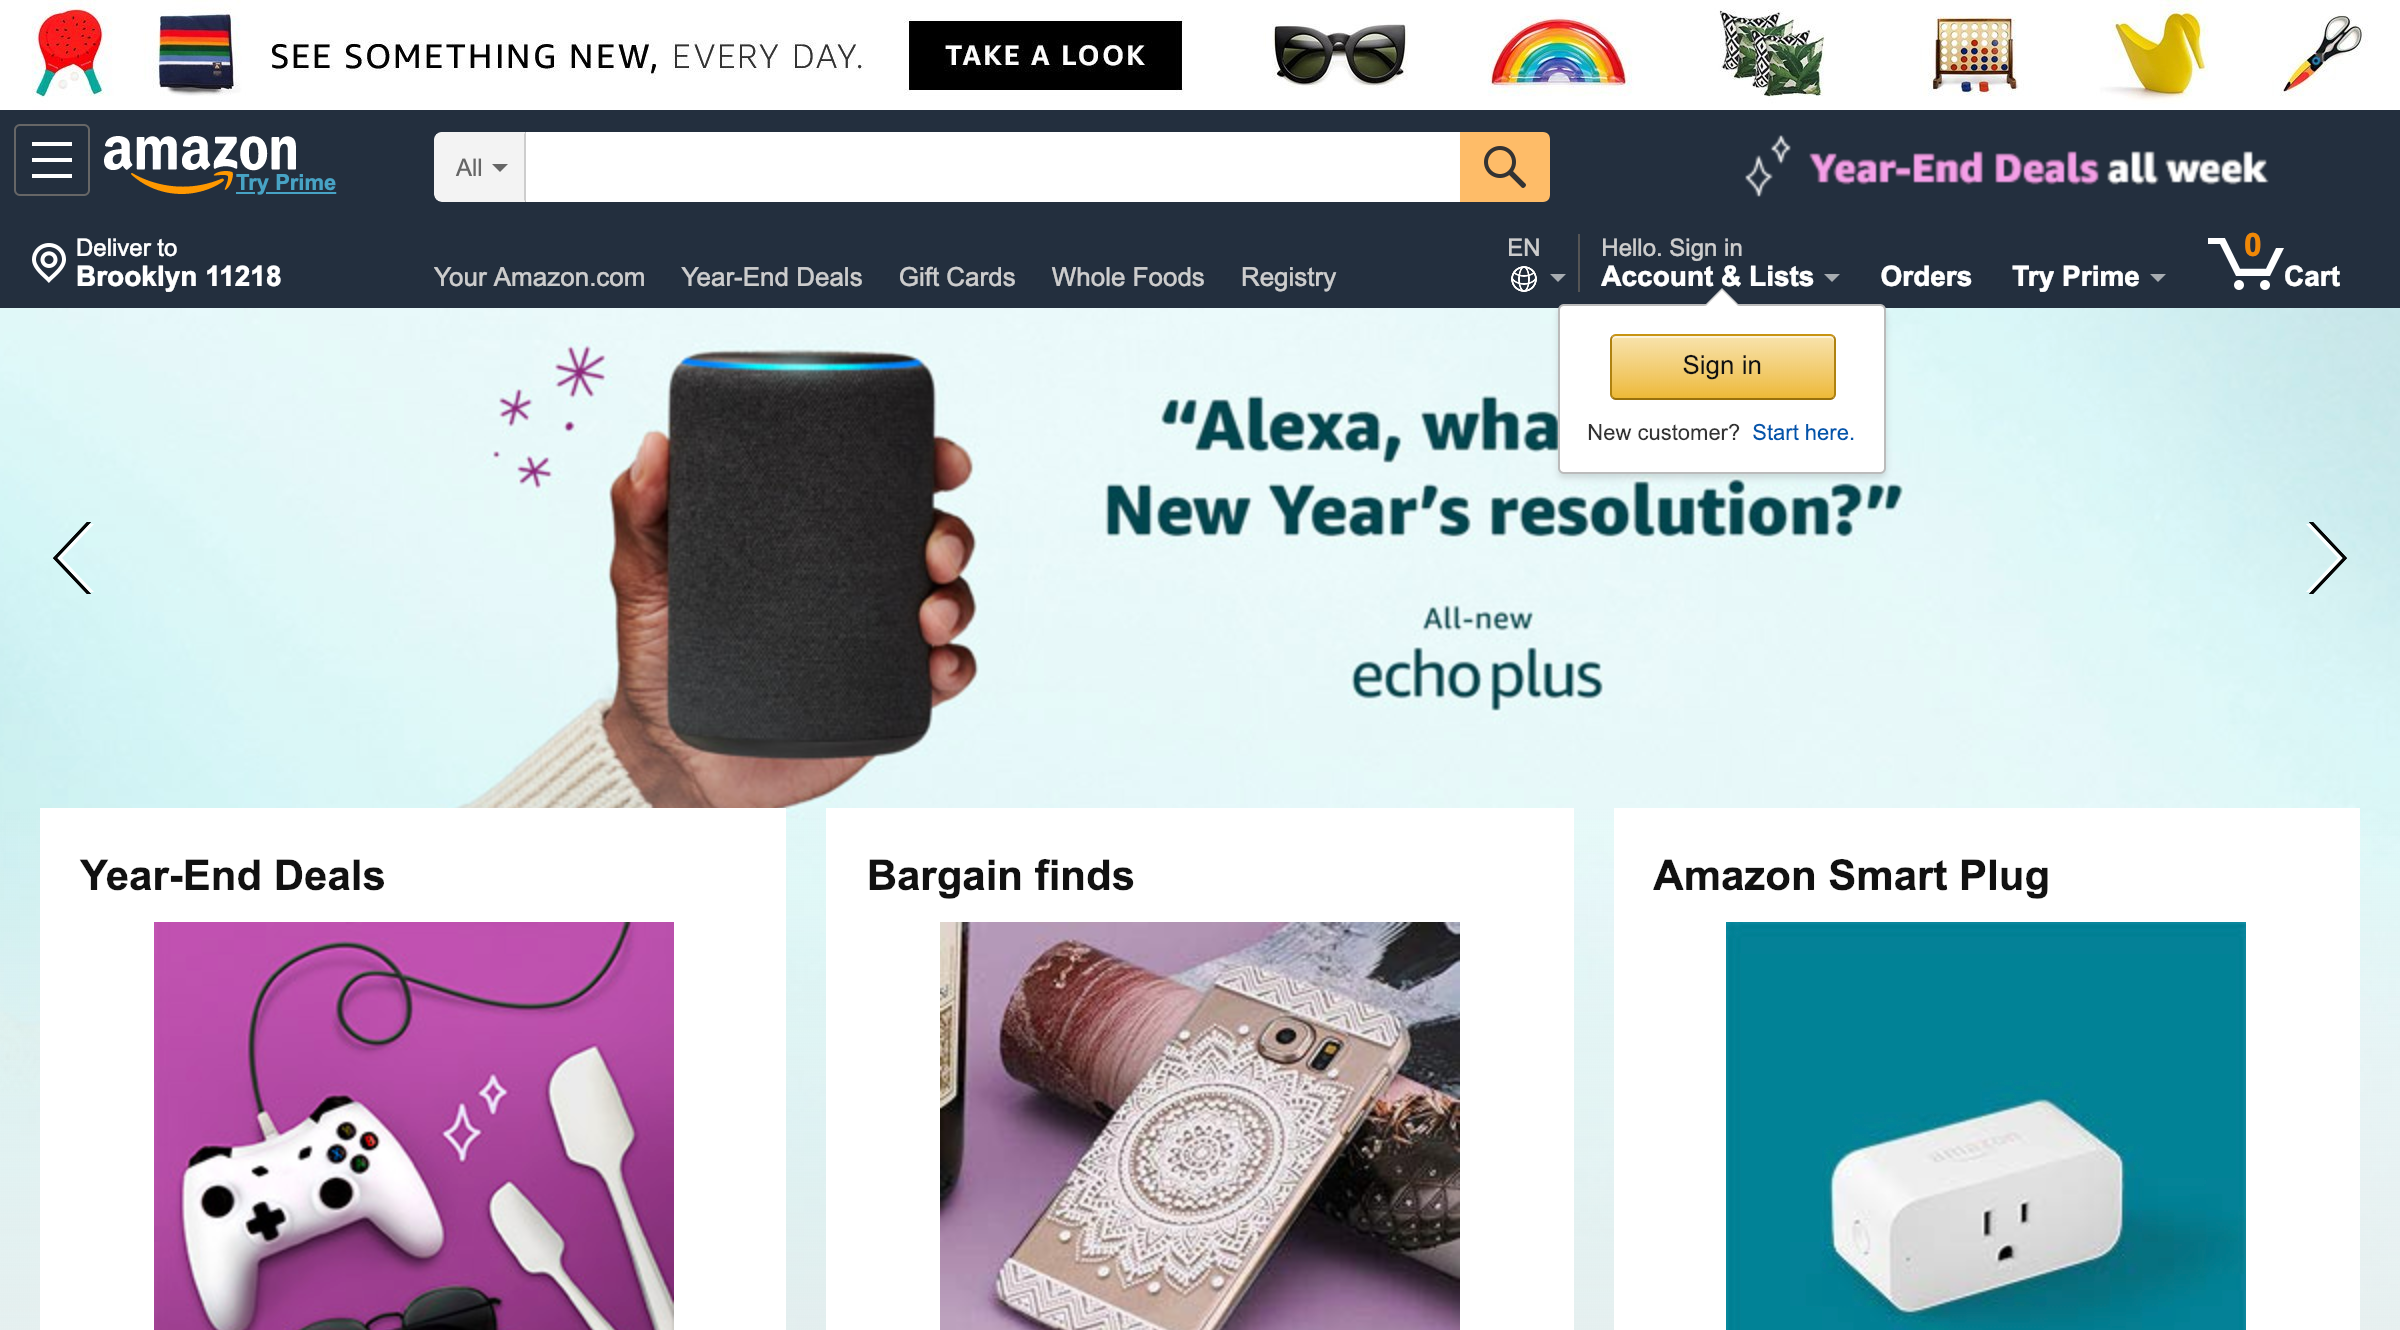 SEE SOMETHING NEW, EVERY DAY. TAKE A LOOK
amazon
Try Prime
All
Year-End Deals all week
Deliver to
Brooklyn 11218
Your Amazon.com Year-End Deals Gift Cards Whole Foods Registry
EN
Hello. Sign in
Account & Lists
Orders
Try Prime
0
Cart
Sign in
New customer? Start here.
“Alexa, wha
New Year’s resolution?”
All-new
echo plus
Year-End Deals
Bargain finds
Amazon Smart Plug
amazon